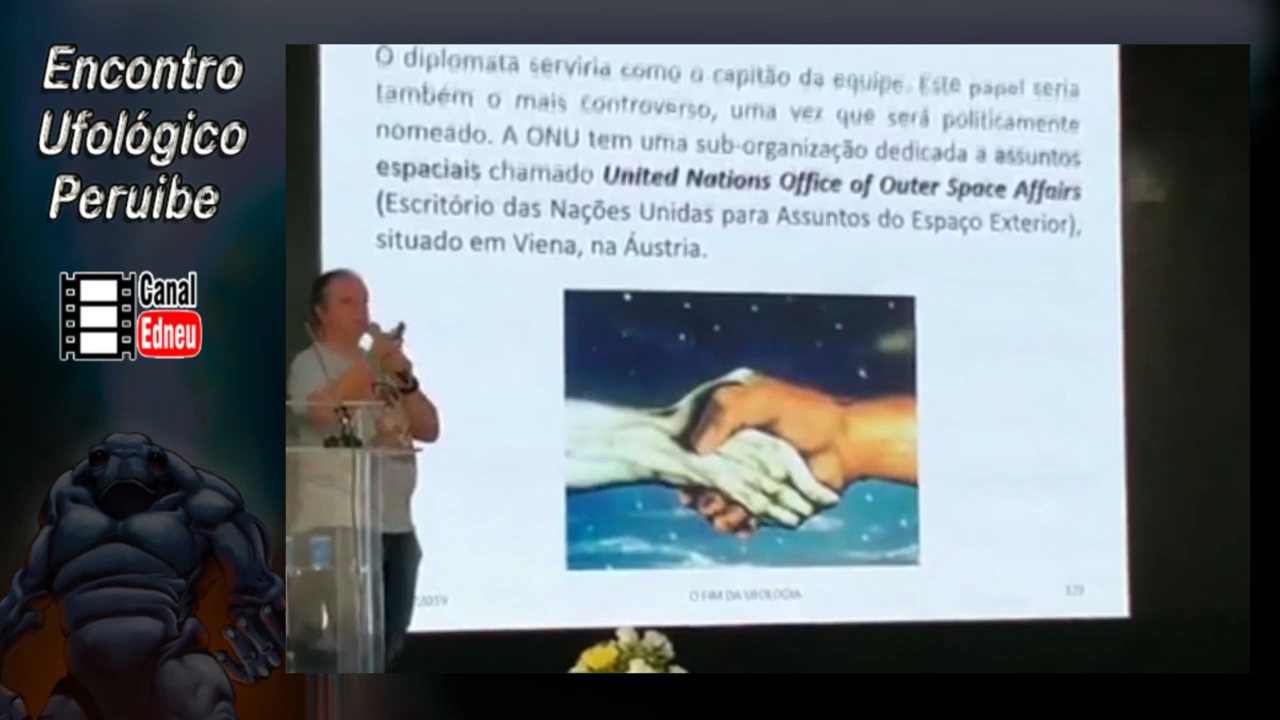 Encontro
Ufológico
Peruibe
Canal
Edneu
O diplomata serviria como o capitão da equipe. Este papel seria
também o mais controverso, uma vez que será politicamente
nomeado. A ONU tem uma sub-organização dedicada a assuntos
espaciais chamado United Nations Office of Outer Space Affairs
(Escritório das Nações Unidas para Assuntos do Espaço Exterior),
situado em Viena, na Áustria.
2019
O FIM DA UFOLOGIA
129